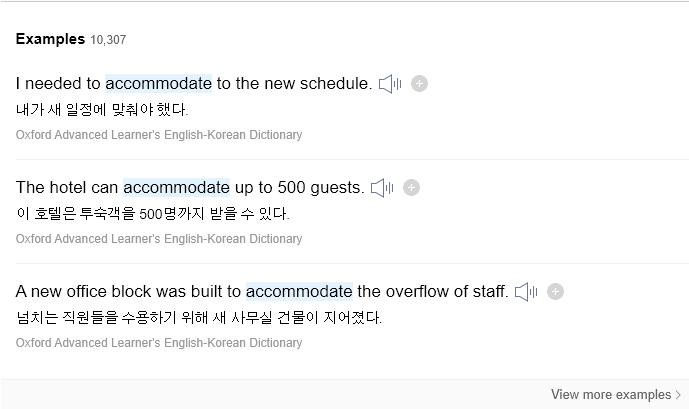 Examples 10,307
I needed to accommodate to the new schedule.
내가 새 일정에 맞춰야 했다.
Oxford Advanced Learner's English-Korean Dictionary
The hotel can accommodate up to 500 guests.
이 호텔은 투숙객을 500명까지 받을 수 있다.
Oxford Advanced Learner's English-Korean Dictionary
A new office block was built to accommodate the overflow of staff.
넘치는 직원들을 수용하기 위해 새 사무실 건물이 지어졌다.
Oxford Advanced Learner's English-Korean Dictionary
View more examples